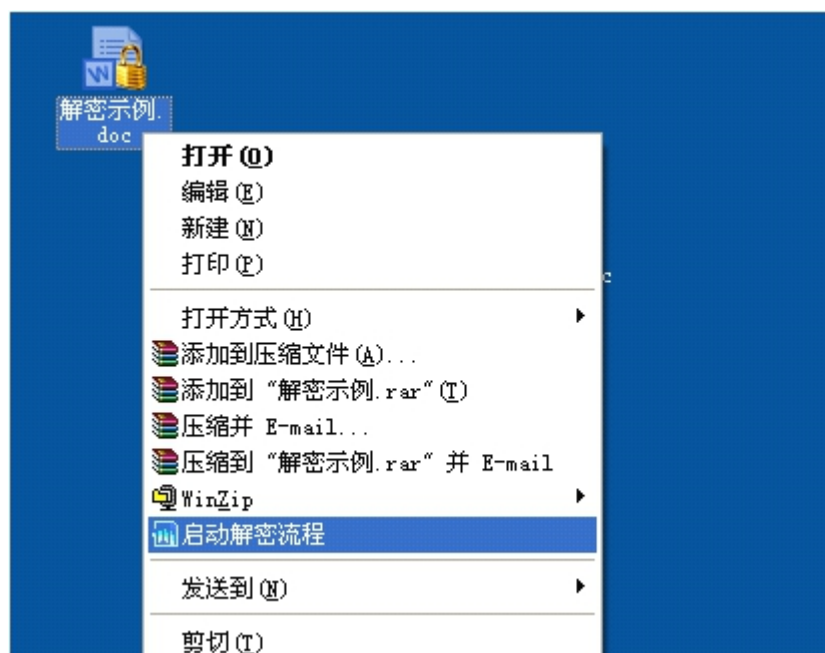 解密示例.
doc
打开(O)
编辑(E)
新建(N)
打印(P)
c
打开方式(H)
添加到压缩文件(A)...
添加到 "解密示例.rar"(T)
压缩并 E-mail...
压缩到 "解密示例.rar" 并 E-mail
WinZip
启动解密流程
发送到(N)
剪切(T)